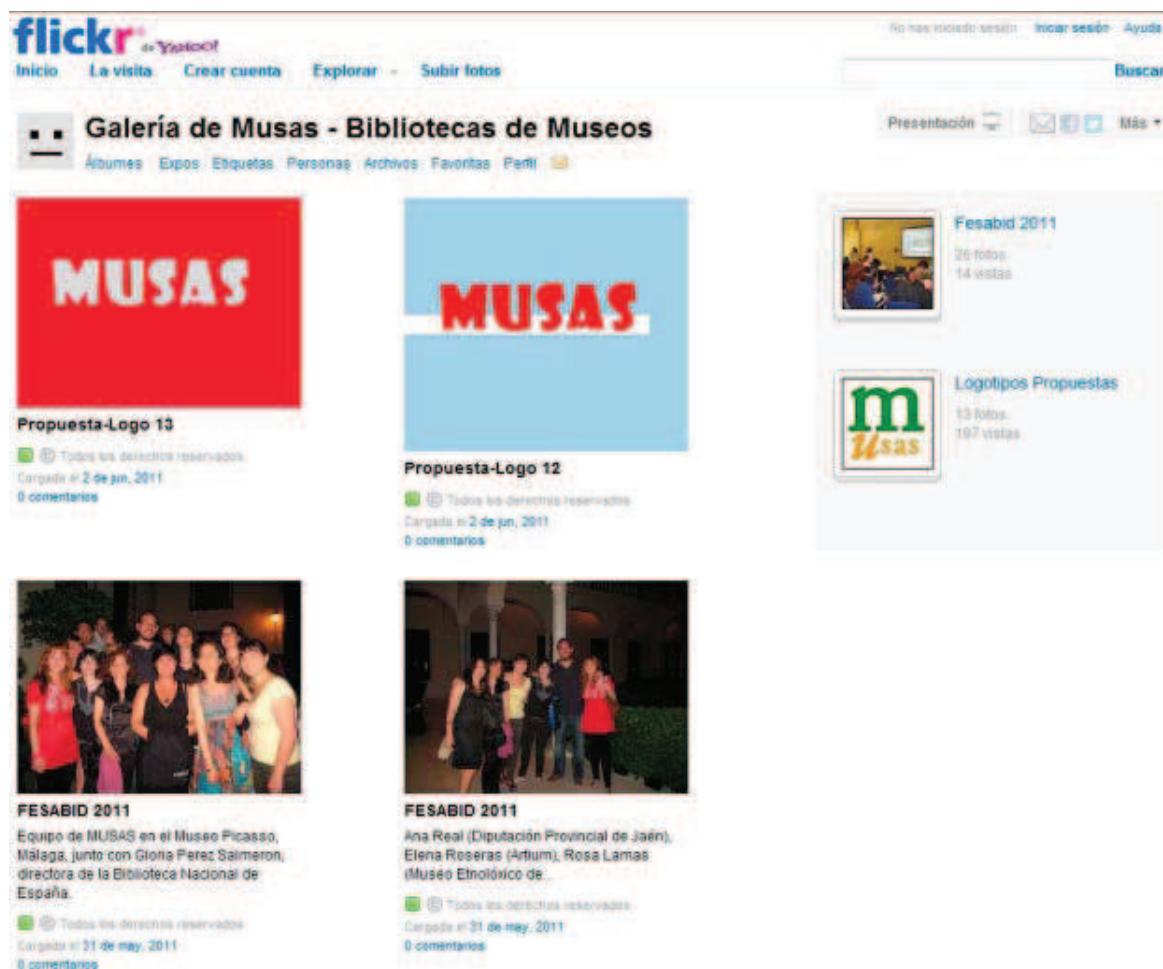 flickr de YAHOO!
No has iniciado sesión Iniciar sesión Ayuda
Inicio La visita Crear cuenta Explorar Subir fotos
Buscar
Galería de Musas - Bibliotecas de Museos
Presentación Más
Álbumes Expos Etiquetas Personas Archivos Favoritas Perfil
MUSAS
Propuesta-Logo 13
Todos los derechos reservados
Cargada el 2 de jun, 2011
0 comentarios
MUSAS
Propuesta-Logo 12
Todos los derechos reservados
Cargada el 2 de jun, 2011
0 comentarios
Fesabid 2011
26 fotos
14 visitas
musas
Logotipos Propuestas
13 fotos
197 visitas
FESABID 2011
Equipo de MUSAS en el Museo Picasso,
Málaga, junto con Gloria Perez Salmeron,
directora de la Biblioteca Nacional de
España.
Todos los derechos reservados
Cargada el 31 de may, 2011
0 comentarios
FESABID 2011
Ana Real (Diputación Provincial de Jaén),
Elena Roseras (Artium), Rosa Lamas
(Museo Etnolóxico de...
Todos los derechos reservados
Cargada el 31 de may, 2011
0 comentarios